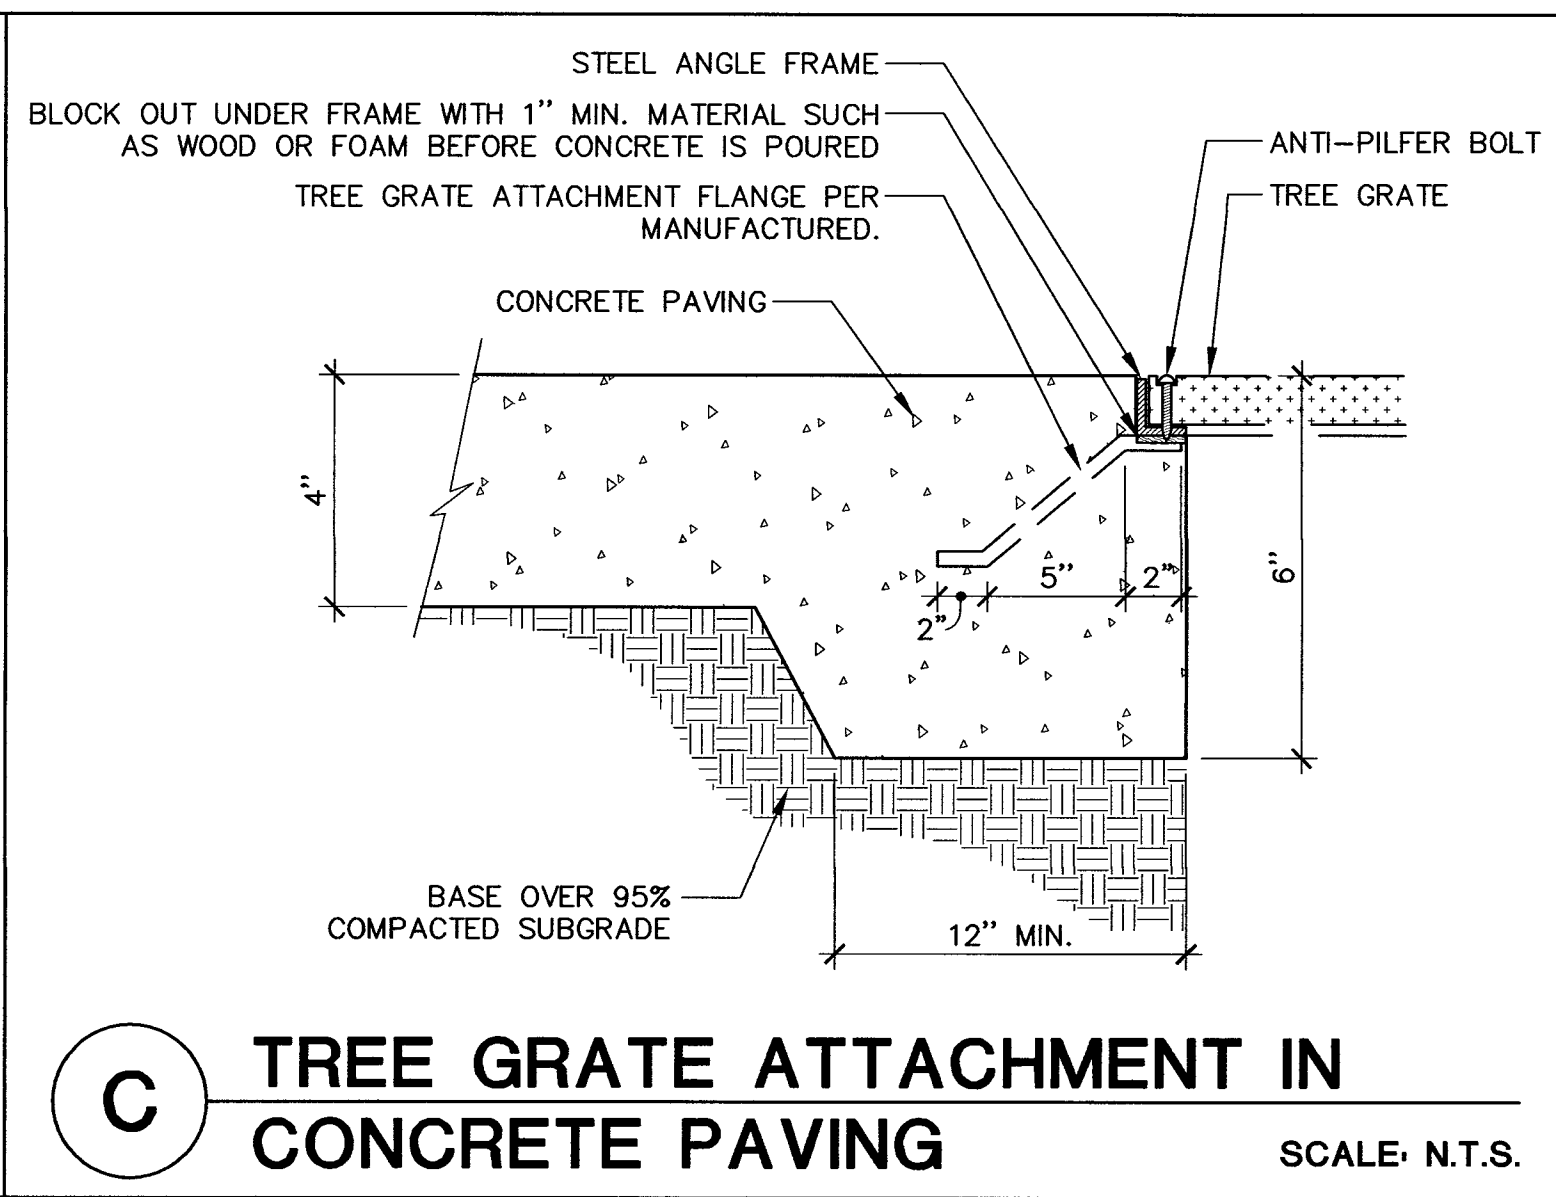 STEEL ANGLE FRAME
BLOCK OUT UNDER FRAME WITH 1" MIN. MATERIAL SUCH
AS WOOD OR FOAM BEFORE CONCRETE IS POURED
TREE GRATE ATTACHMENT FLANGE PER
MANUFACTURED.
CONCRETE PAVING
ANTI-PILFER BOLT
TREE GRATE
4"
6"
5"
2"
2"
BASE OVER 95%
COMPACTED SUBGRADE
12" MIN.
C
TREE GRATE ATTACHMENT IN
CONCRETE PAVING
SCALE: N.T.S.